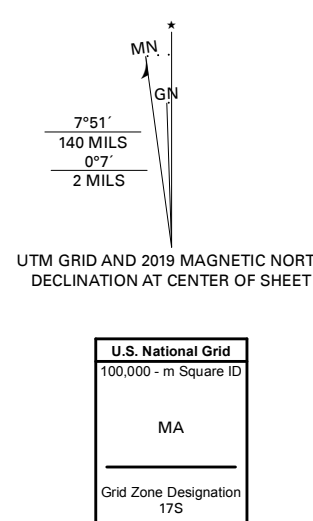 MN
GN
7°51´
140 MILS
0°7´
2 MILS
UTM GRID AND 2019 MAGNETIC NORT
DECLINATION AT CENTER OF SHEET
U.S. National Grid
100,000 - m Square ID
MA
Grid Zone Designation
17S